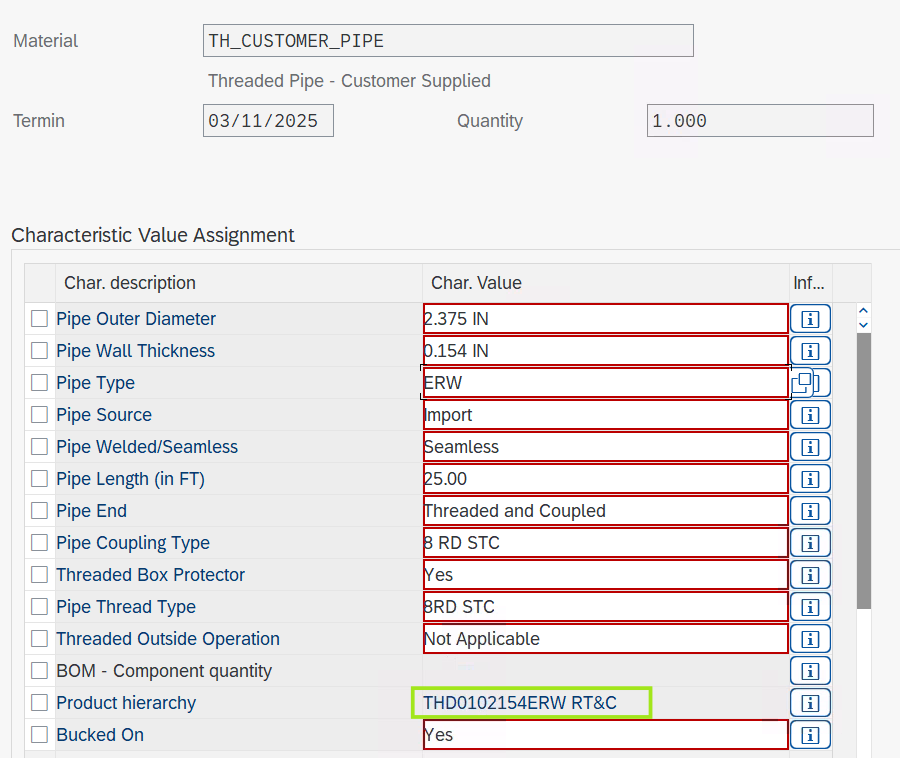 Material TH_CUSTOMER_PIPE
Threaded Pipe - Customer Supplied
Termin 03/11/2025 Quantity 1.000
Characteristic Value Assignment
Char. description Char. Value Inf...
Pipe Outer Diameter 2.375 IN
Pipe Wall Thickness 0.154 IN
Pipe Type ERW
Pipe Source Import
Pipe Welded/Seamless Seamless
Pipe Length (in FT) 25.00
Pipe End Threaded and Coupled
Pipe Coupling Type 8 RD STC
Threaded Box Protector Yes
Pipe Thread Type 8RD STC
Threaded Outside Operation Not Applicable
BOM - Component quantity
Product hierarchy THD0102154ERW RT&C
Bucked On Yes